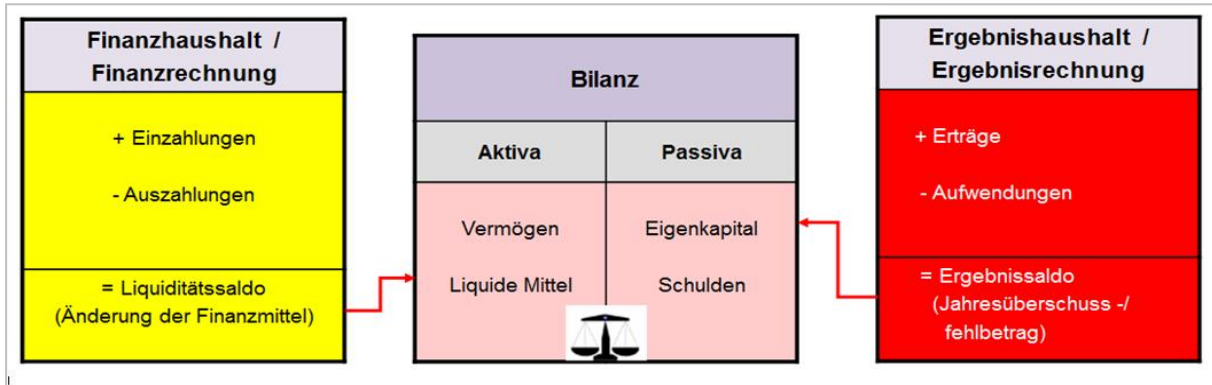 Finanzhaushalt /
Finanzrechnung
+ Einzahlungen
- Auszahlungen
= Liquiditätssaldo
(Änderung der Finanzmittel)
Bilanz
Aktiva
Passiva
Vermögen
Eigenkapital
Liquide Mittel
Schulden
Ergebnishaushalt /
Ergebnisrechnung
+ Erträge
- Aufwendungen
= Ergebnissaldo
(Jahresüberschuss -/
fehlbetrag)